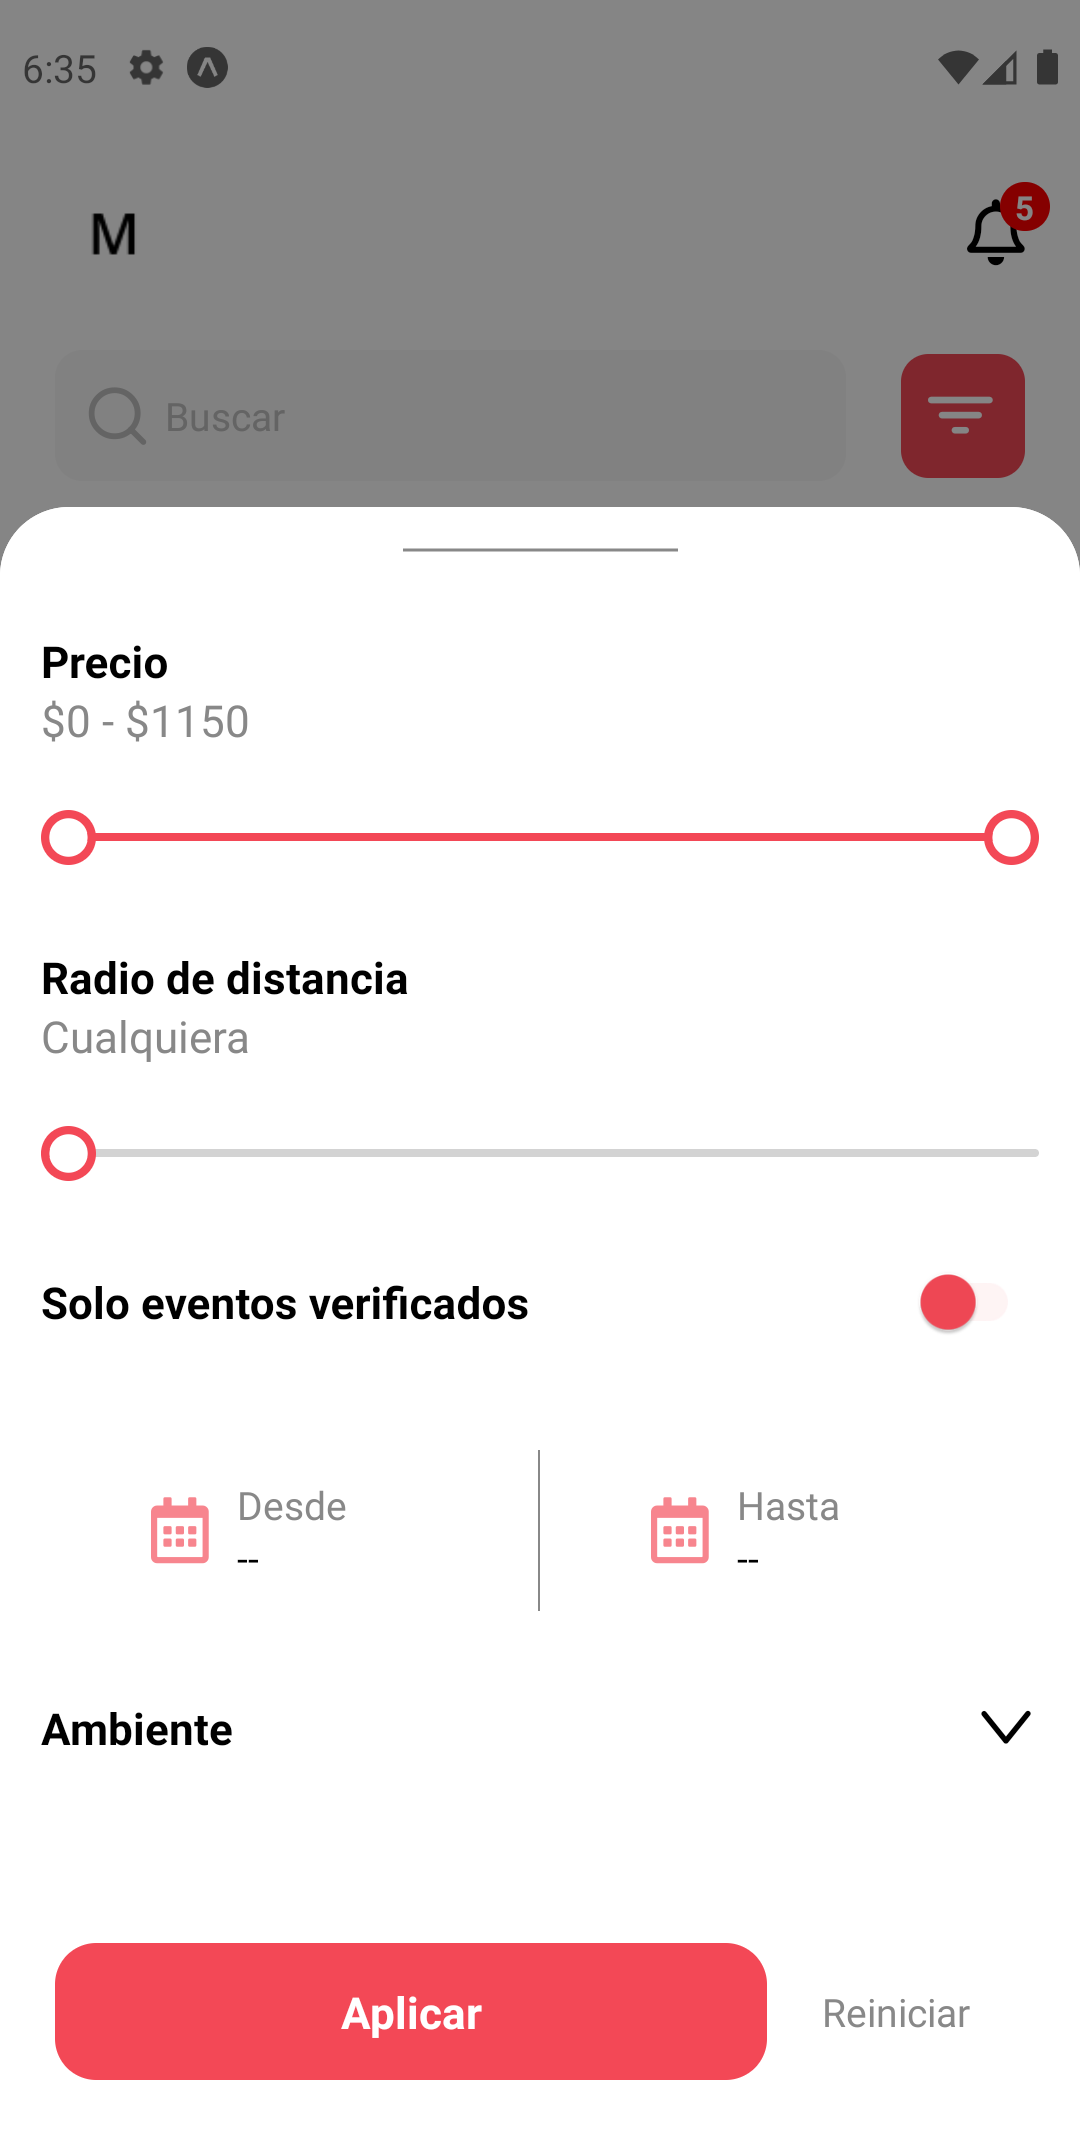 6:35
M
5
Buscar
Precio
$0 - $1150
Radio de distancia
Cualquiera
Solo eventos verificados
Desde
--
Hasta
--
Ambiente
Aplicar
Reiniciar